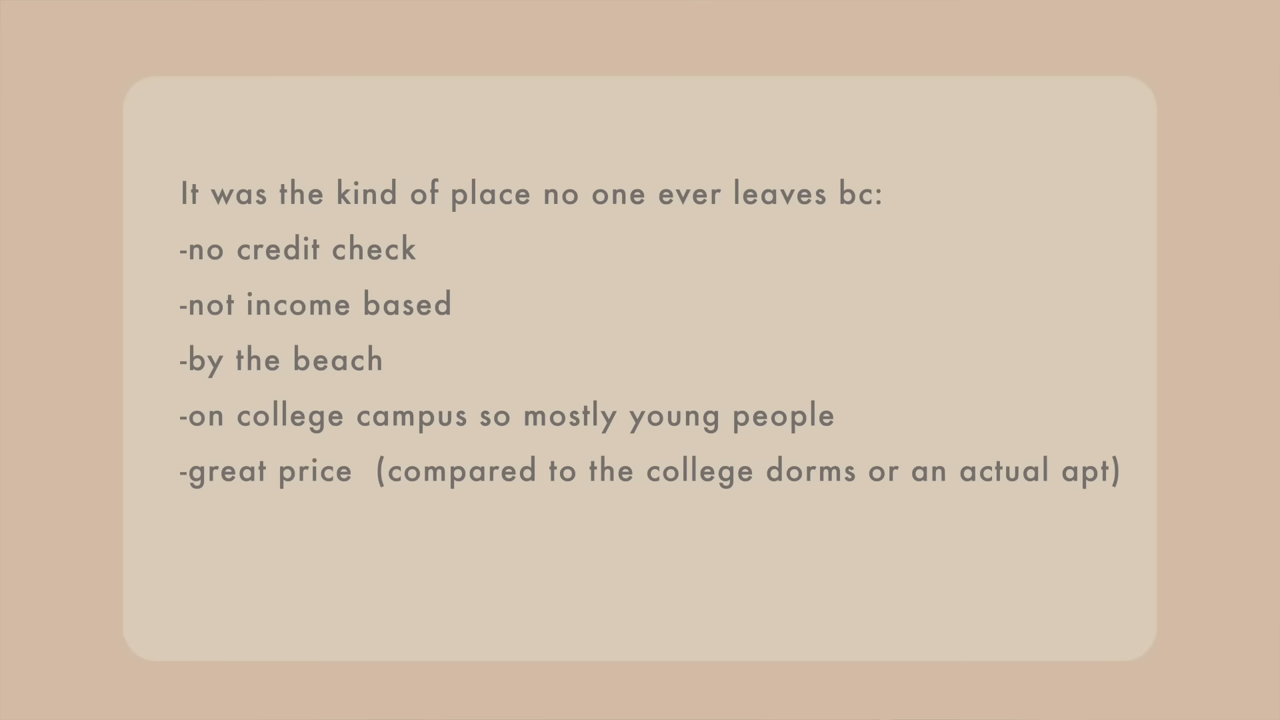 It was the kind of place no one ever leaves bc:
-no credit check
-not income based
-by the beach
-on college campus so mostly young people
-great price  (compared to the college dorms or an actual apt)